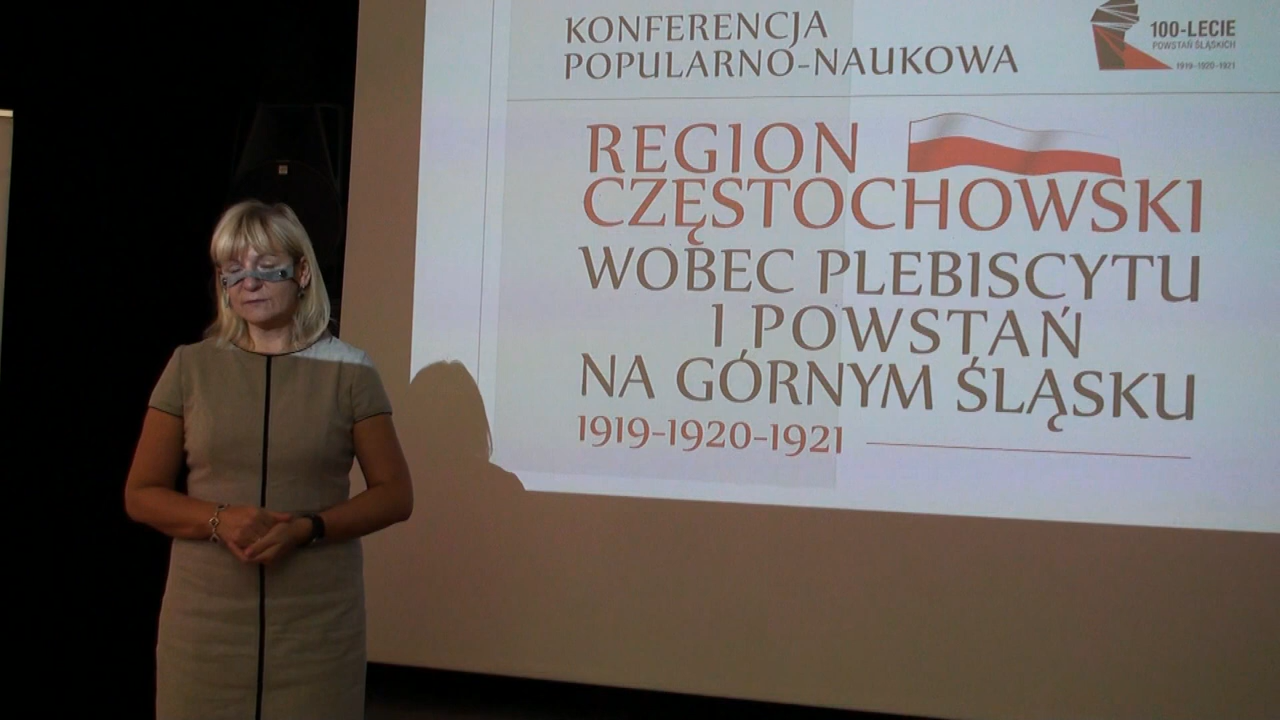 KONFERENCJA
POPULARNO-NAUKOWA
100-LECIE
POWSTAŃ ŚLĄSKICH
1919-1920-1921
REGION
CZĘSTOCHOWSKI
WOBEC PLEBISCYTU
I POWSTAŃ
NA GÓRNYM ŚLĄSKU
1919-1920-1921